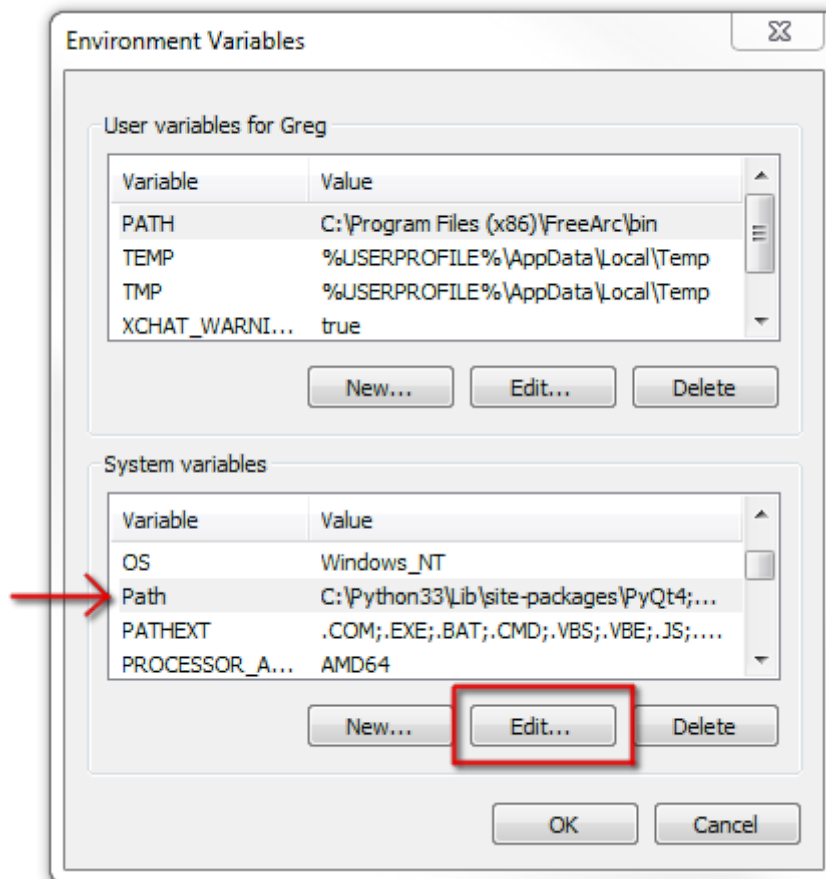 Environment Variables
User variables for Greg
Variable Value
PATH C:\Program Files (x86)\FreeArc\bin
TEMP %USERPROFILE%\AppData\Local\Temp
TMP %USERPROFILE%\AppData\Local\Temp
XCHAT_WARNI... true
New... Edit... Delete
System variables
Variable Value
OS Windows_NT
Path C:\Python33\Lib\site-packages\PyQt4;...
PATHEXT .COM;.EXE;.BAT;.CMD;.VBS;.VBE;.JS;....
PROCESSOR_A... AMD64
New... Edit... Delete
OK Cancel